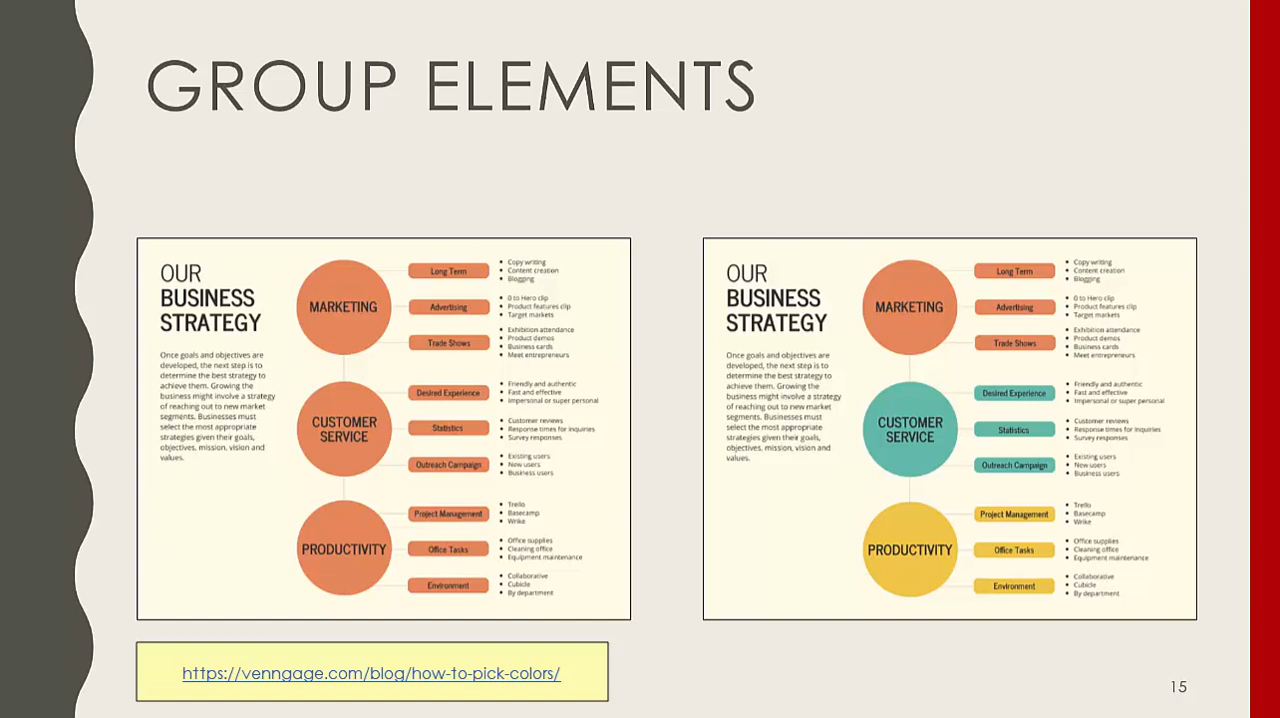 GROUP ELEMENTS
OUR
BUSINESS
STRATEGY
Once goals and objectives are
developed, the next step is to
determine the best strategy to
achieve them. Growing the
business might involve a strategy
of reaching out to new market
segments. Businesses must
select the most appropriate
strategies given their goals,
objectives, mission, vision and
values.
MARKETING
Long Term
• Copy writing
• Content creation
• Blogging
Advertising
• 0 to Hero clip
• Product features clip
• Target markets
Trade Shows
• Exhibition attendance
• Product demos
• Business cards
• Meet entrepreneurs
CUSTOMER
SERVICE
Desired Experience
• Friendly and authentic
• Fast and effective
• Impersonal or super personal
Statistics
• Customer reviews
• Response times for inquiries
• Survey responses
Outreach Campaign
• Existing users
• New users
• Business users
PRODUCTIVITY
Project Management
• Trello
• Basecamp
• Wrike
Office Tasks
• Office supplies
• Cleaning office
• Equipment maintenance
Environment
• Collaborative
• Cubicle
• By department
OUR
BUSINESS
STRATEGY
Once goals and objectives are
developed, the next step is to
determine the best strategy to
achieve them. Growing the
business might involve a strategy
of reaching out to new market
segments. Businesses must
select the most appropriate
strategies given their goals,
objectives, mission, vision and
values.
MARKETING
Long Term
• Copy writing
• Content creation
• Blogging
Advertising
• 0 to Hero clip
• Product features clip
• Target markets
Trade Shows
• Exhibition attendance
• Product demos
• Business cards
• Meet entrepreneurs
CUSTOMER
SERVICE
Desired Experience
• Friendly and authentic
• Fast and effective
• Impersonal or super personal
Statistics
• Customer reviews
• Response times for inquiries
• Survey responses
Outreach Campaign
• Existing users
• New users
• Business users
PRODUCTIVITY
Project Management
• Trello
• Basecamp
• Wrike
Office Tasks
• Office supplies
• Cleaning office
• Equipment maintenance
Environment
• Collaborative
• Cubicle
• By department
https://venngage.com/blog/how-to-pick-colors/
15